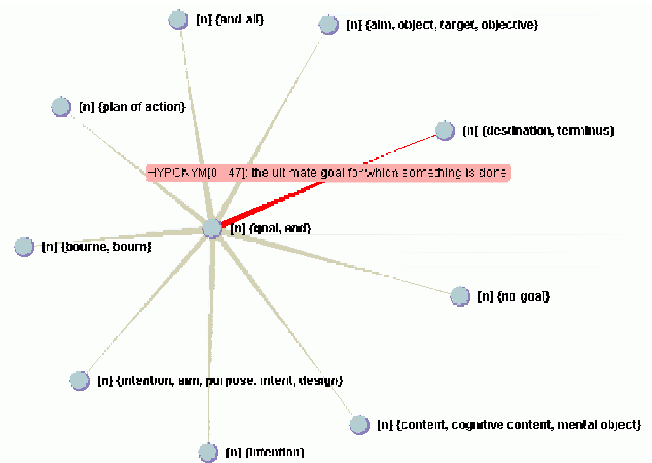 [n] {end all}
[n] {aim, object, target, objective}
[n] {plan of action}
[n] {destination, terminus}
HYPONYM[0 47]: the ultimate goal for which something is done
[n] {goal, end}
[n] {bourne, bourn}
[n] {no-goal}
[n] {intention, aim, purpose, intent, design}
[n] {content, cognitive content, mental object}
[n] {intention}